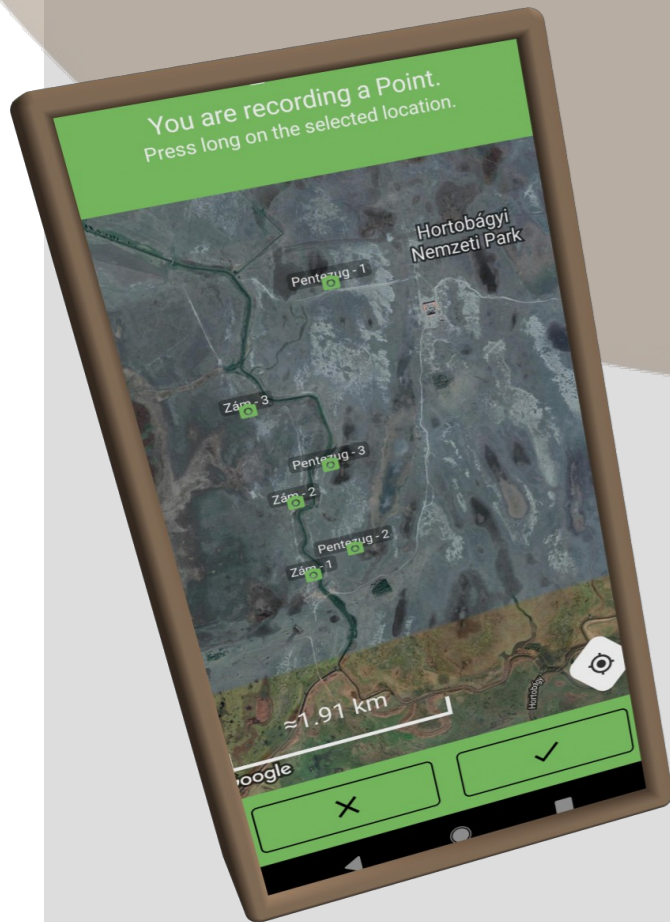 You are recording a Point.
Press long on the selected location.
Hortobágyi
Nemzeti Park
Pentezug - 1
Zám - 3
Pentezug - 3
Zám - 2
Pentezug - 2
Zám - 1
Hortobágy
≈1.91 km
oogle